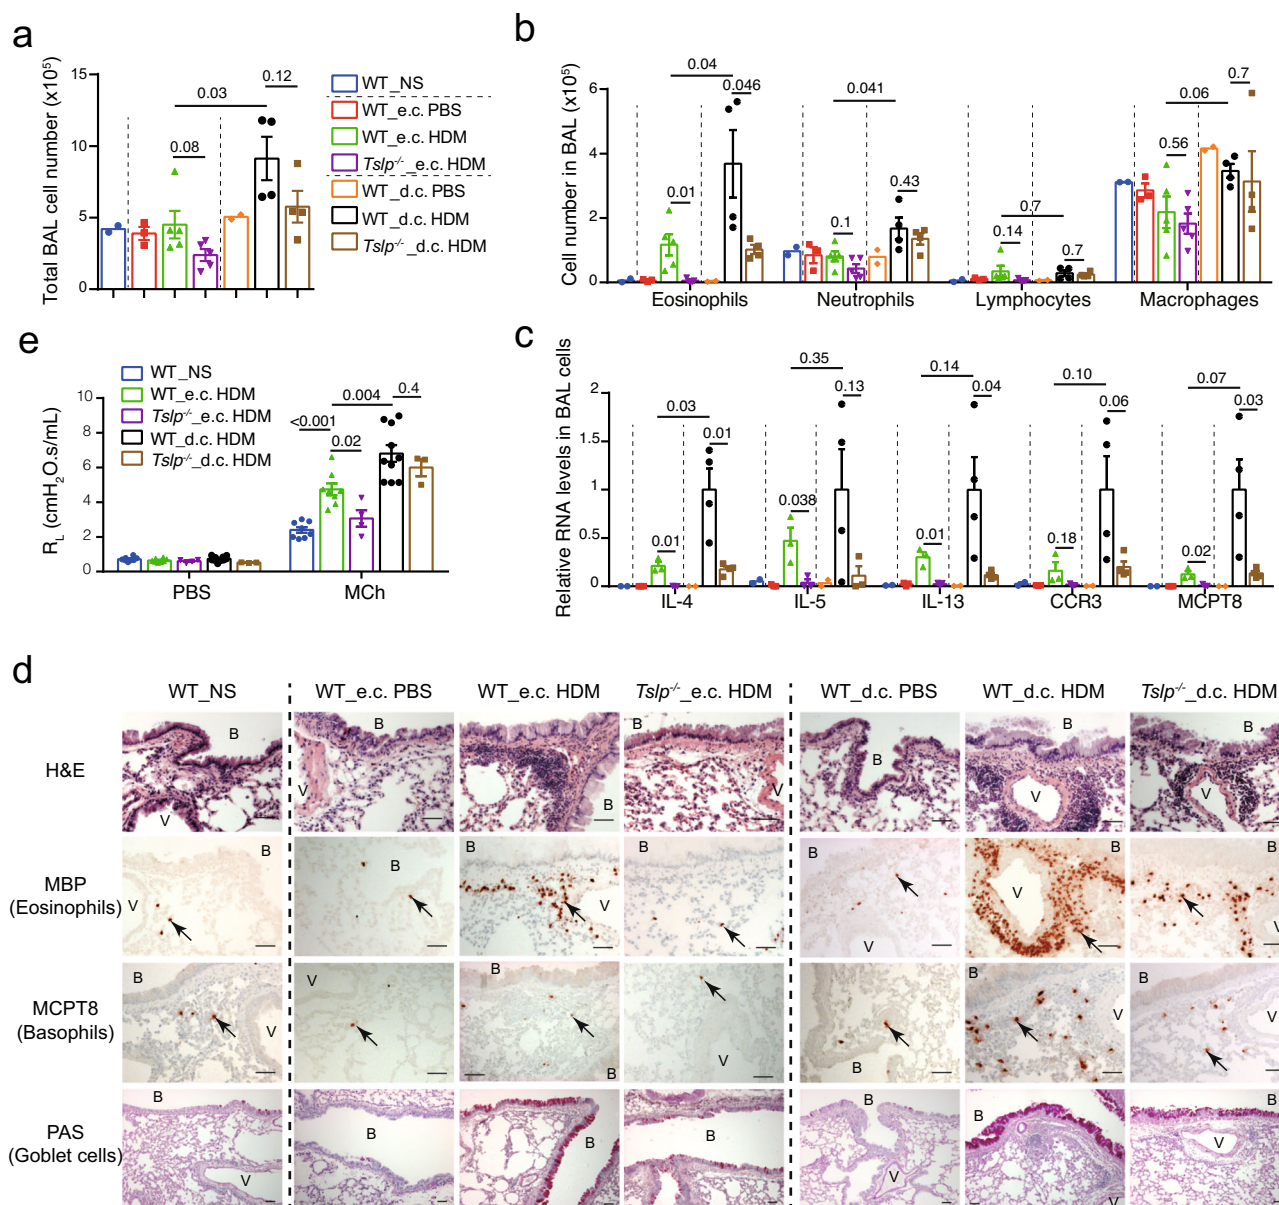 a
Total BAL cell number (x10⁵)
15
10
5
0
0.08
0.03
0.12
WT_NS
WT_e.c. PBS
WT_e.c. HDM
Tslp-/-_e.c. HDM
WT_d.c. PBS
WT_d.c. HDM
Tslp-/-_d.c. HDM
b
Cell number in BAL (x10⁵)
6
4
2
0
0.04
0.046
0.01
0.041
0.43
0.1
0.7
0.14
0.7
0.7
0.06
0.56
Eosinophils
Neutrophils
Lymphocytes
Macrophages
e
WT_NS
WT_e.c. HDM
Tslp-/-_e.c. HDM
WT_d.c. HDM
Tslp-/-_d.c. HDM
RL (cmH2O.s/mL)
10
8
6
4
2
0
<0.001
0.02
0.004
0.4
PBS
MCh
c
Relative RNA levels in BAL cells
2
1.5
1
0.5
0
0.03
0.01
0.01
0.35
0.13
0.038
0.14
0.04
0.01
0.10
0.06
0.18
0.07
0.03
0.02
IL-4
IL-5
IL-13
CCR3
MCPT8
d
WT_NS
WT_e.c. PBS
WT_e.c. HDM
Tslp-/-_e.c. HDM
WT_d.c. PBS
WT_d.c. HDM
Tslp-/-_d.c. HDM
H&E
B V
B V
B
B V
B
B V
B V
MBP
(Eosinophils)
B V
B
B V
B
B V
B V
B
MCPT8
(Basophils)
B V
V
B B
V
B
B V
B V
PAS
(Goblet cells)
B V
B
B
B
B V
B V
B V